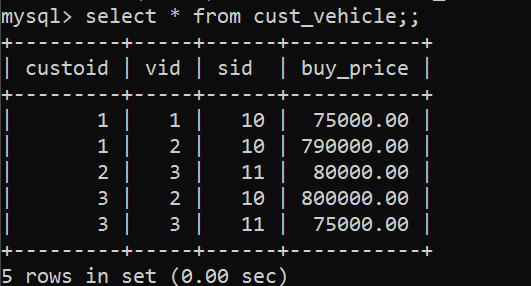 mysql> select * from cust_vehicle;;
+---------+-----+------+-----------+
| custoid | vid | sid  | buy_price |
+---------+-----+------+-----------+
|       1 |   1 |   10 |  75000.00 |
|       1 |   2 |   10 | 790000.00 |
|       2 |   3 |   11 |  80000.00 |
|       3 |   2 |   10 | 800000.00 |
|       3 |   3 |   11 |  75000.00 |
+---------+-----+------+-----------+
5 rows in set (0.00 sec)